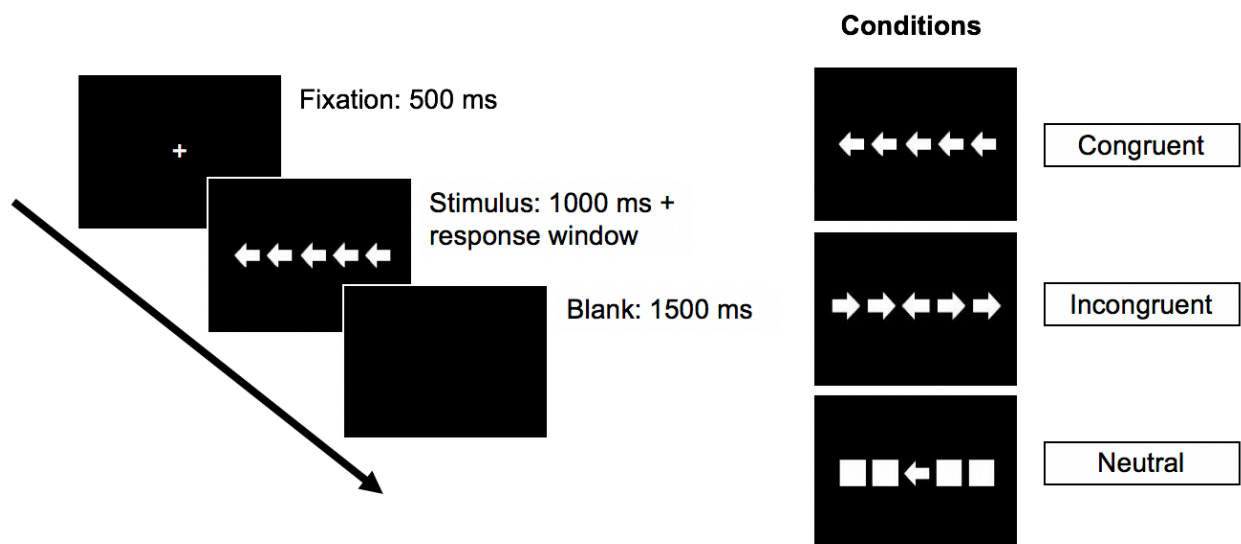 Conditions
Fixation: 500 ms
Stimulus: 1000 ms +
response window
Blank: 1500 ms
Congruent
Incongruent
Neutral